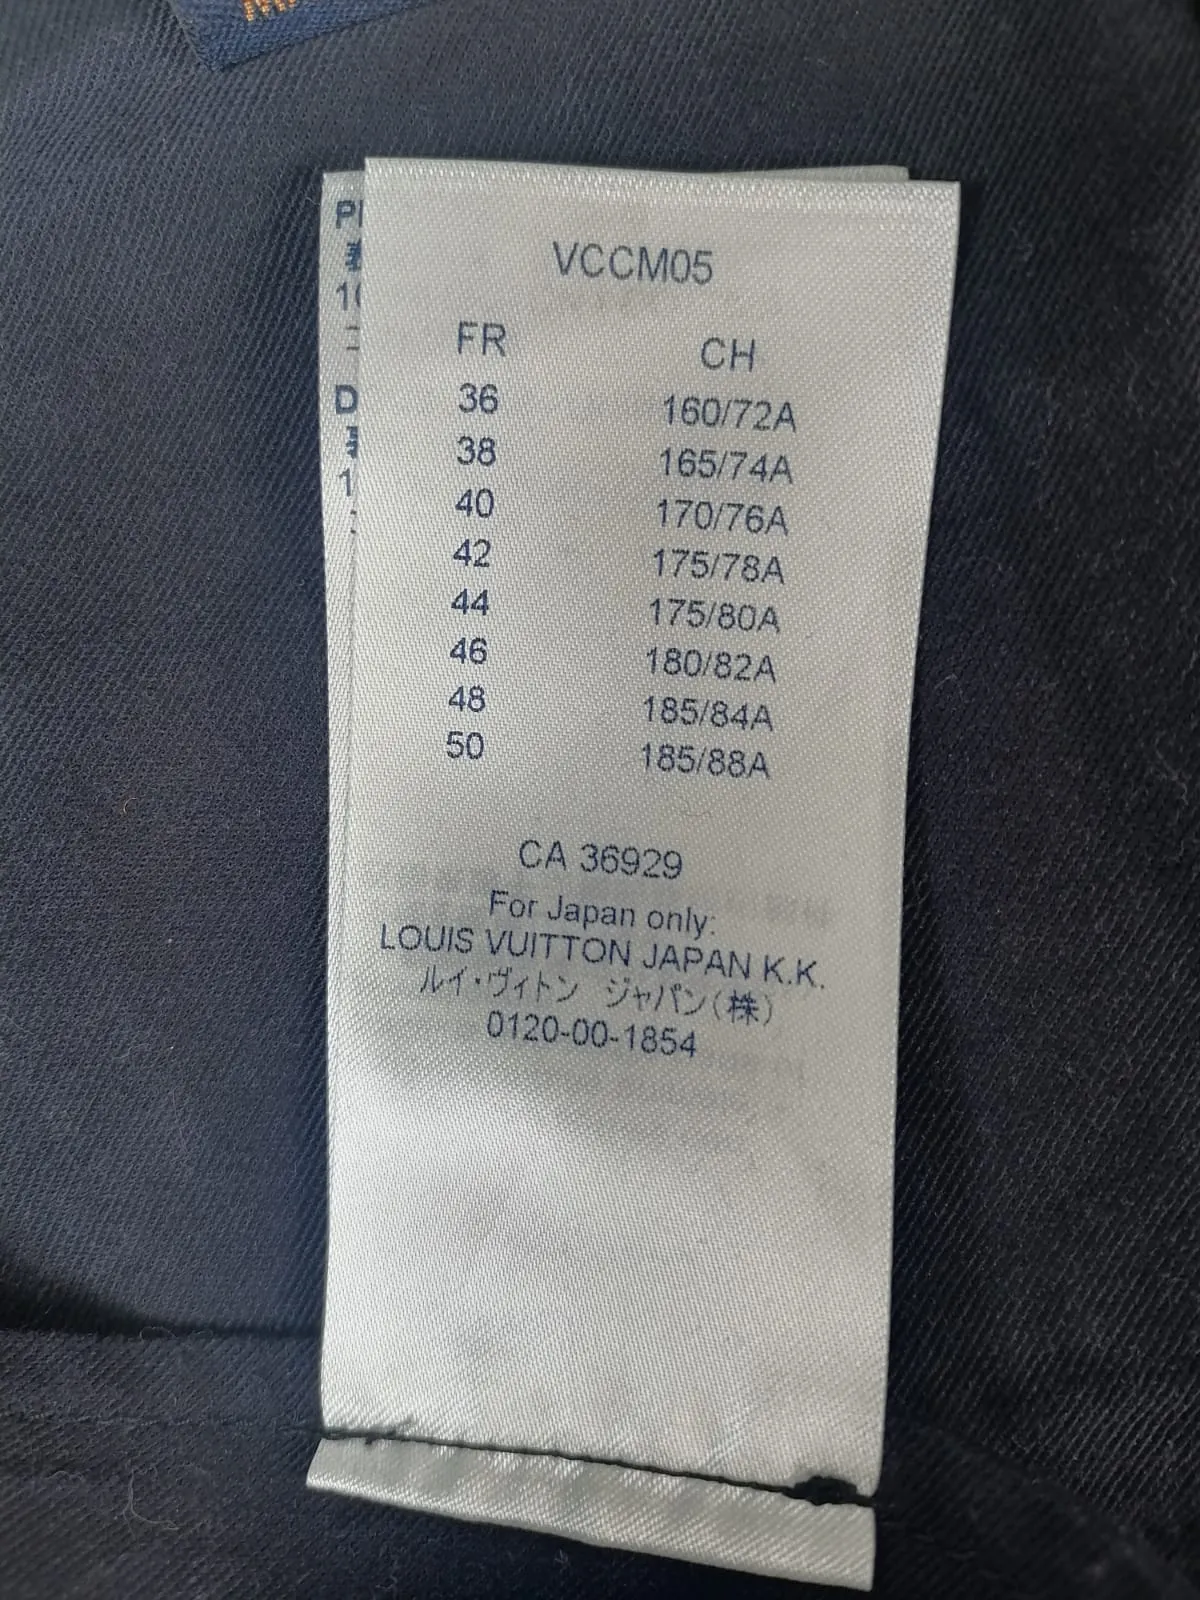 VCCM05
FR CH
36 160/72A
38 165/74A
40 170/76A
42 175/78A
44 175/80A
46 180/82A
48 185/84A
50 185/88A
CA 36929
For Japan only:
LOUIS VUITTON JAPAN K.K.
ルイ・ヴィトン ジャパン(株)
0120-00-1854